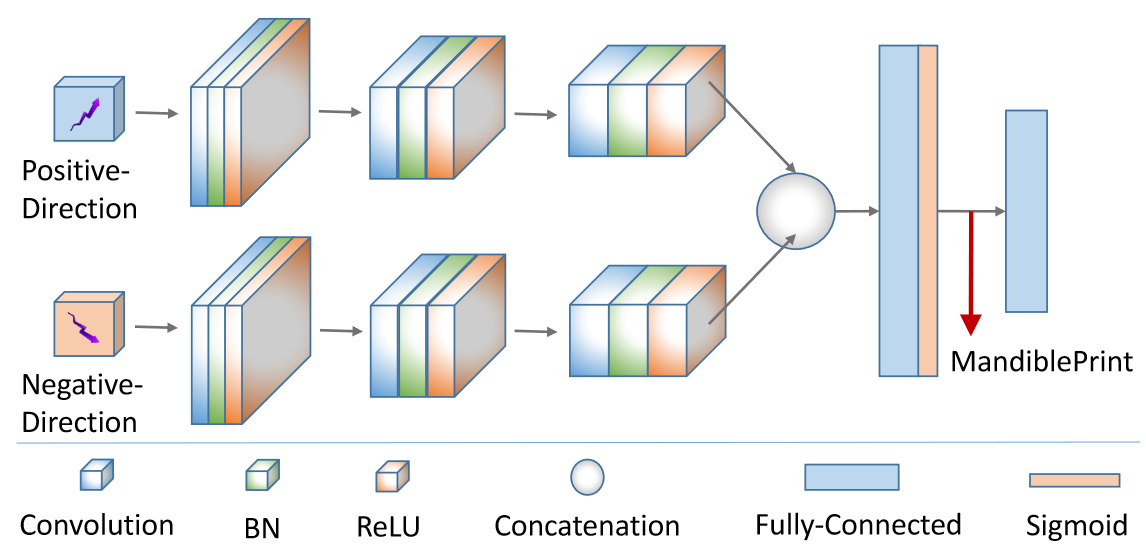 Positive-
Direction
Negative-
Direction
MandiblePrint
Convolution
BN
ReLU
Concatenation
Fully-Connected
Sigmoid